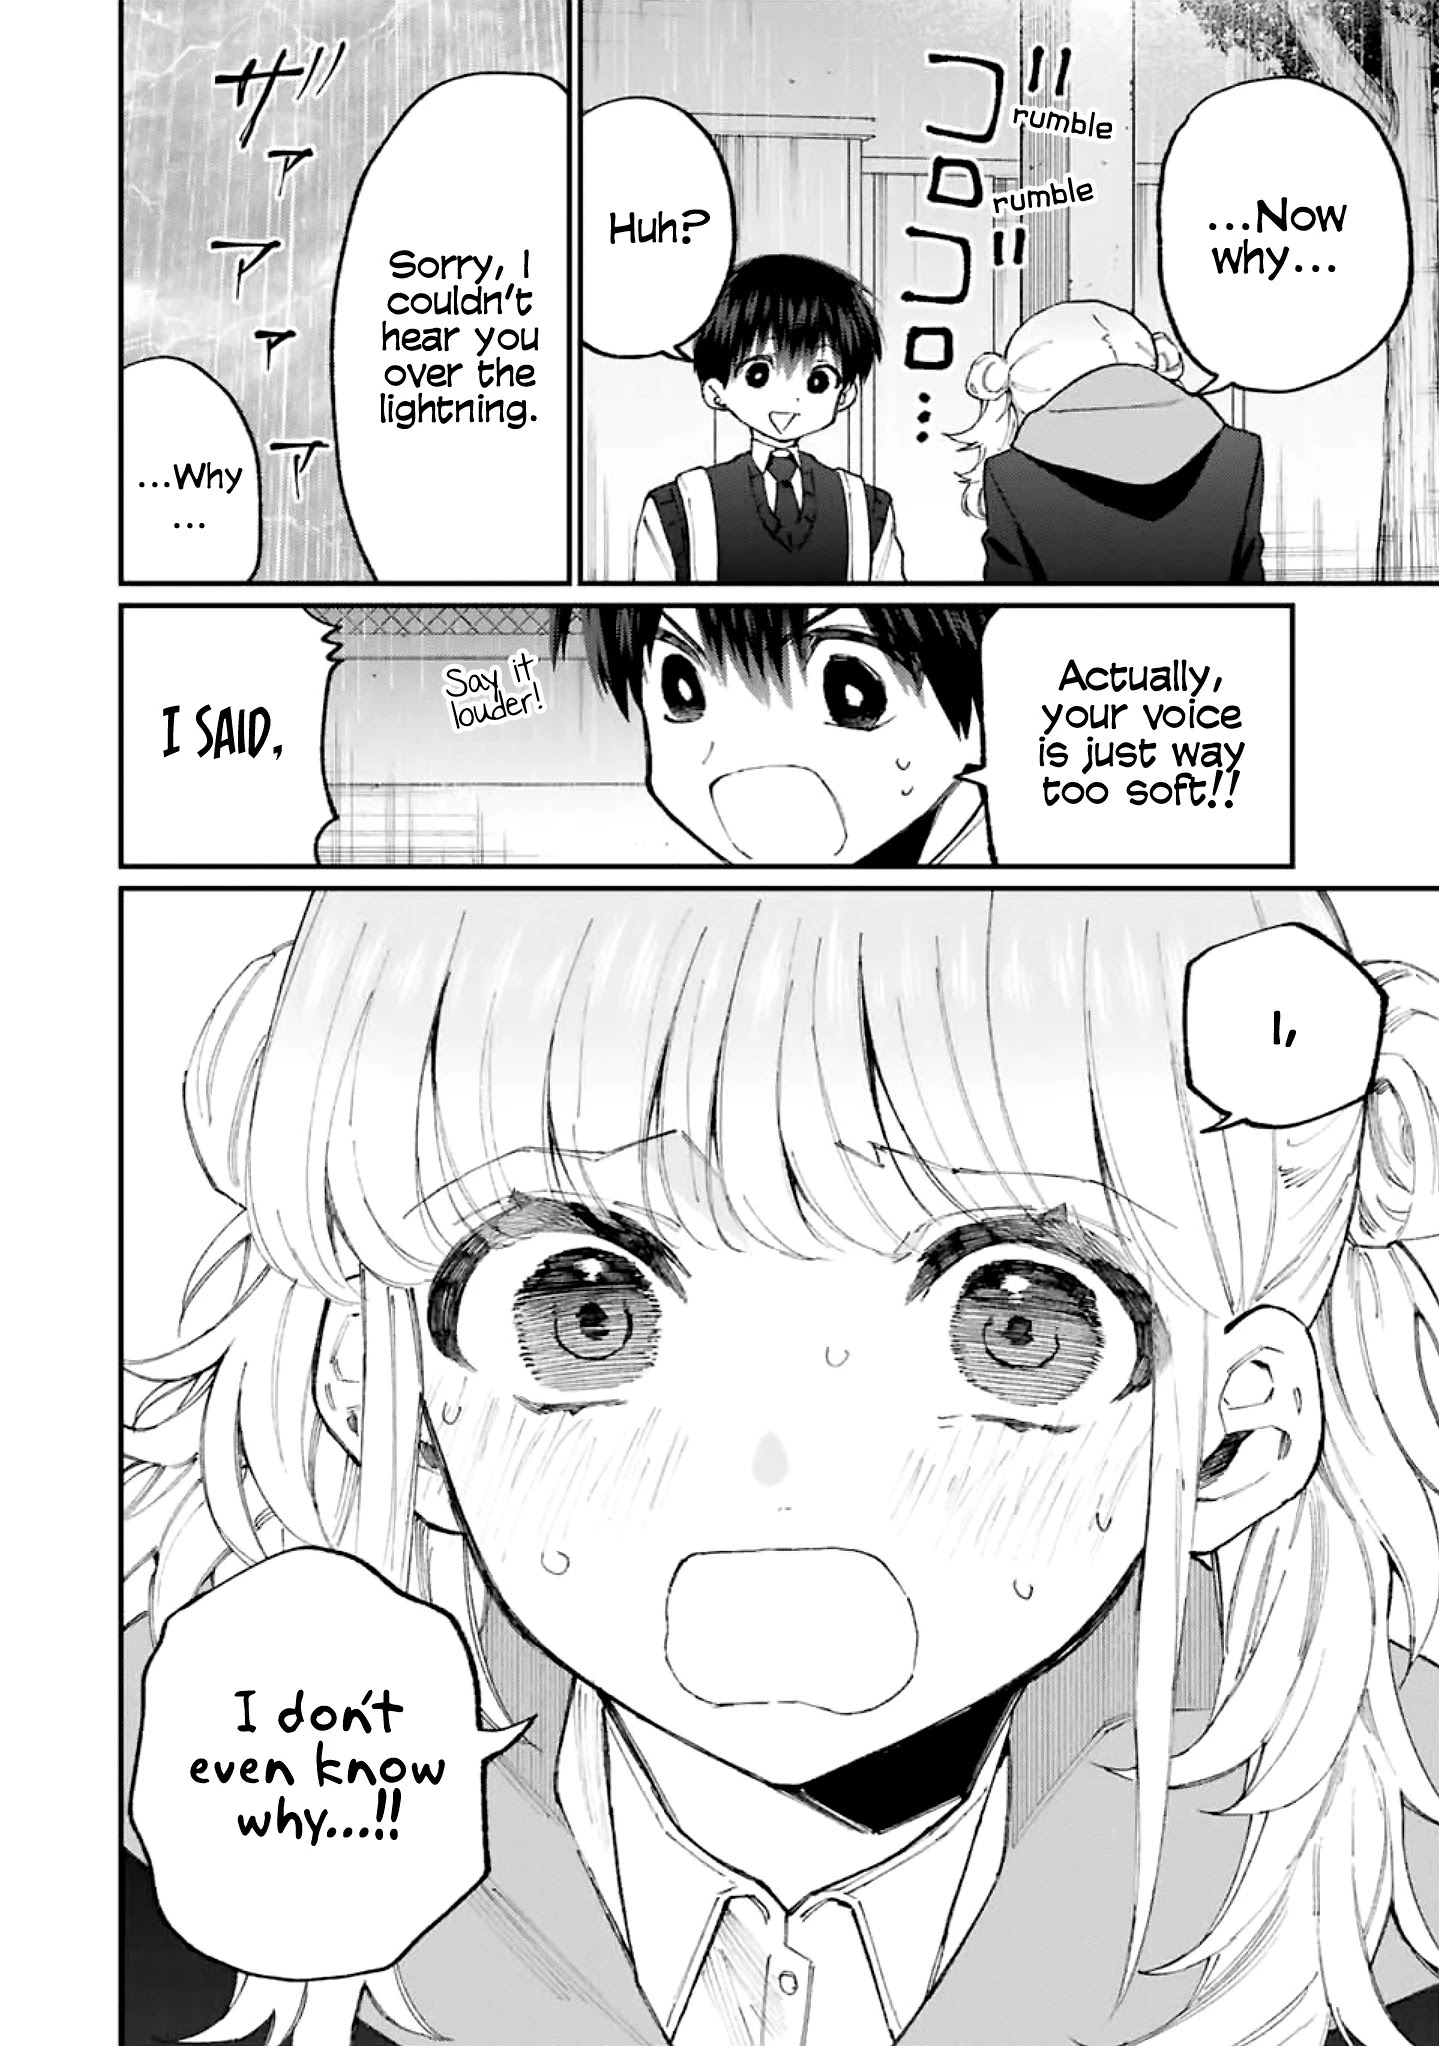 …Now
why…
ゴロゴロ…
rumble
rumble
Huh?
Sorry, I
couldn't
hear you
over the
lightning.
ザァァァァ
…Why
…
Actually,
your voice
is just way
too soft!!
Say it
louder!
I SAID,
I,
I don't
even know
why...!!